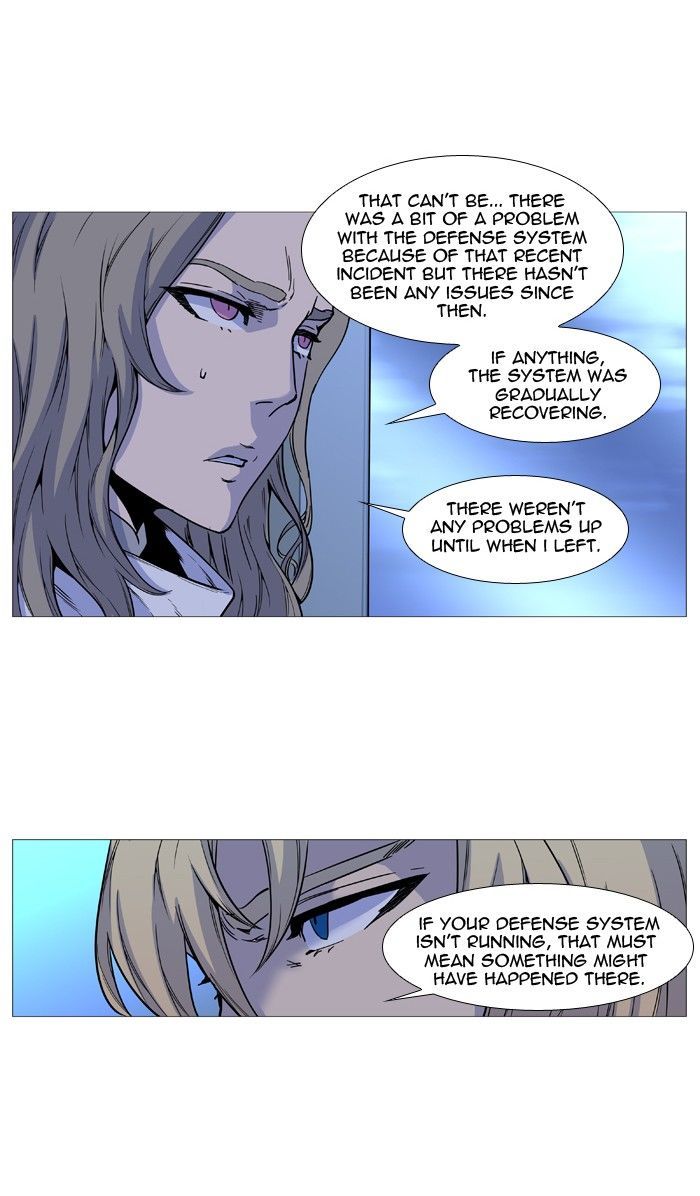 THAT CAN'T BE... THERE
WAS A BIT OF A PROBLEM
WITH THE DEFENSE SYSTEM
BECAUSE OF THAT RECENT
INCIDENT BUT THERE HASN'T
BEEN ANY ISSUES SINCE
THEN.
IF ANYTHING,
THE SYSTEM WAS
GRADUALLY
RECOVERING.
THERE WEREN'T
ANY PROBLEMS UP
UNTIL WHEN I LEFT.
IF YOUR DEFENSE SYSTEM
ISN'T RUNNING, THAT MUST
MEAN SOMETHING MIGHT
HAVE HAPPENED THERE.